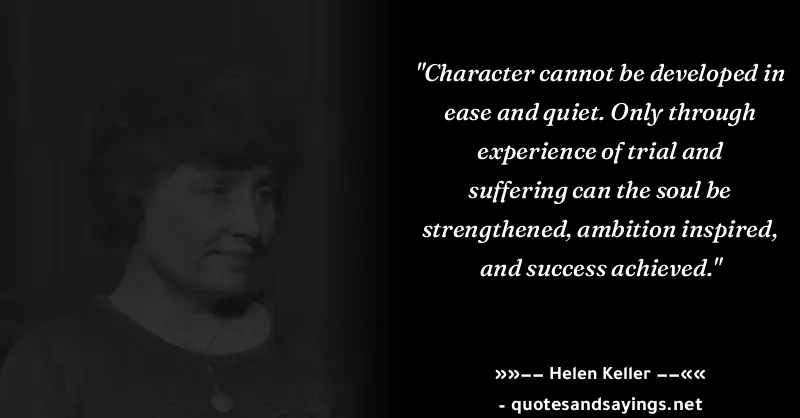 "Character cannot be developed in
ease and quiet. Only through
experience of trial and
suffering can the soul be
strengthened, ambition inspired,
and success achieved."
»»−− Helen Keller −−««
- quotesandsayings.net